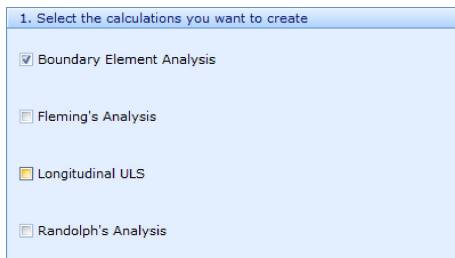 1. Select the calculations you want to create
Boundary Element Analysis
Fleming's Analysis
Longitudinal ULS
Randolph's Analysis